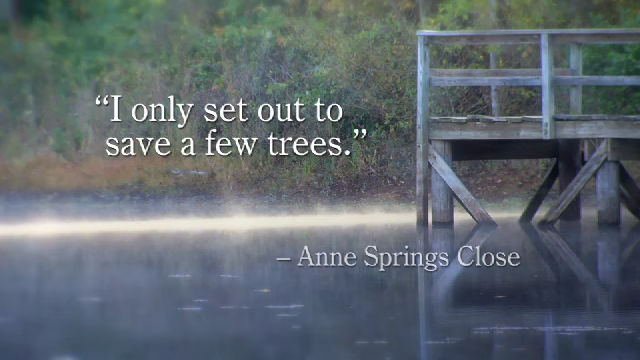 “I only set out to
save a few trees.”
– Anne Springs Close